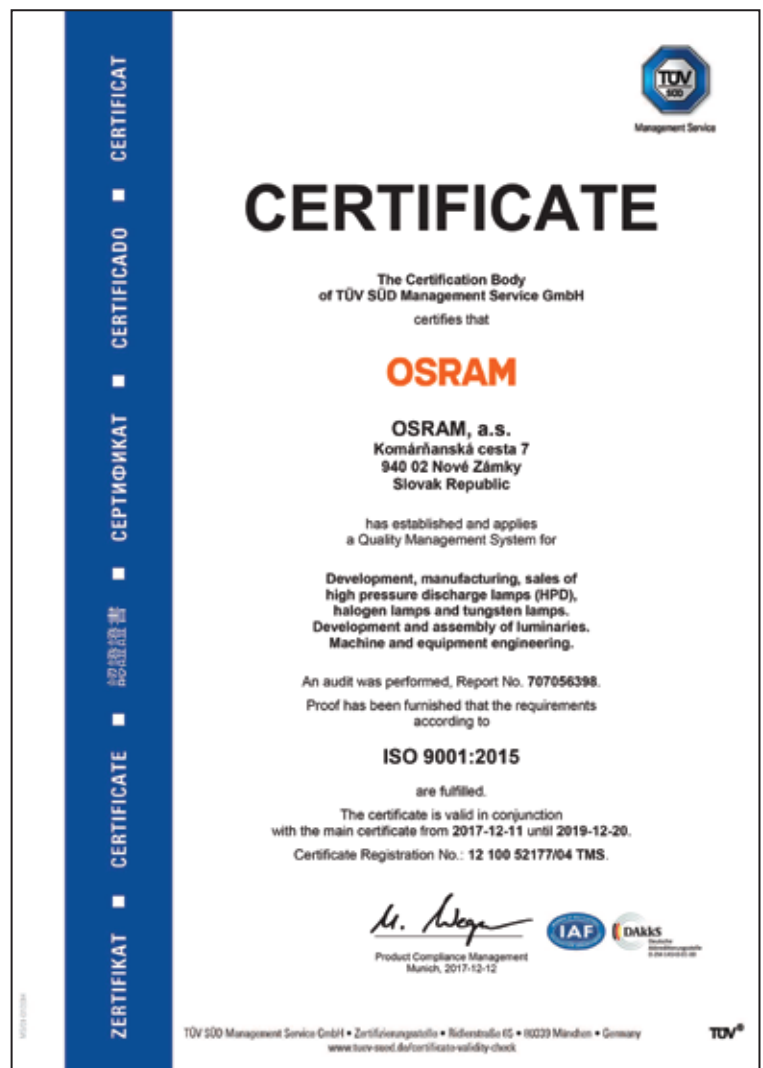 CERTIFICAT
CERTIFICADO
СЕРТИФИКАТ
認證證書
CERTIFICATE
ZERTIFIKAT
TÜV
SÜD
Management Service
CERTIFICATE
The Certification Body
of TÜV SÜD Management Service GmbH
certifies that
OSRAM
OSRAM, a.s.
Komárňanská cesta 7
940 02 Nové Zámky
Slovak Republic
has established and applies
a Quality Management System for
Development, manufacturing, sales of
high pressure discharge lamps (HPD),
halogen lamps and tungsten lamps.
Development and assembly of luminaries.
Machine and equipment engineering.
An audit was performed, Report No. 707056398.
Proof has been furnished that the requirements
according to
ISO 9001:2015
are fulfilled.
The certificate is valid in conjunction
with the main certificate from 2017-12-11 until 2019-12-20.
Certificate Registration No.: 12 100 52177/04 TMS.
Product Compliance Management
Munich, 2017-12-12
IAF
DAkkS
Deutsche
Akkreditierungsstelle
TÜV SÜD Management Service GmbH • Zertifizierungsstelle • Ridlerstraße 65 • 80339 München • Germany
www.tuev-sued.de/certificate-validity-check
TÜV®